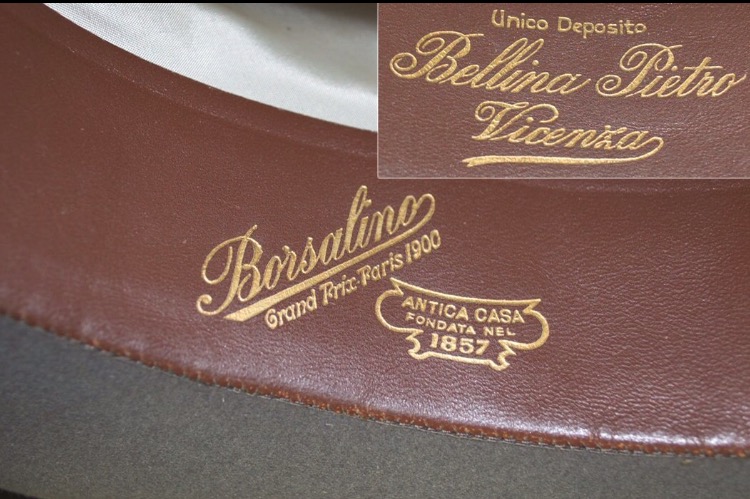 Unico Deposito
Bellina Pietro
Vicenza
Borsalino
Grand Prix-Paris 1900
ANTICA CASA
FONDATA NEL
1857